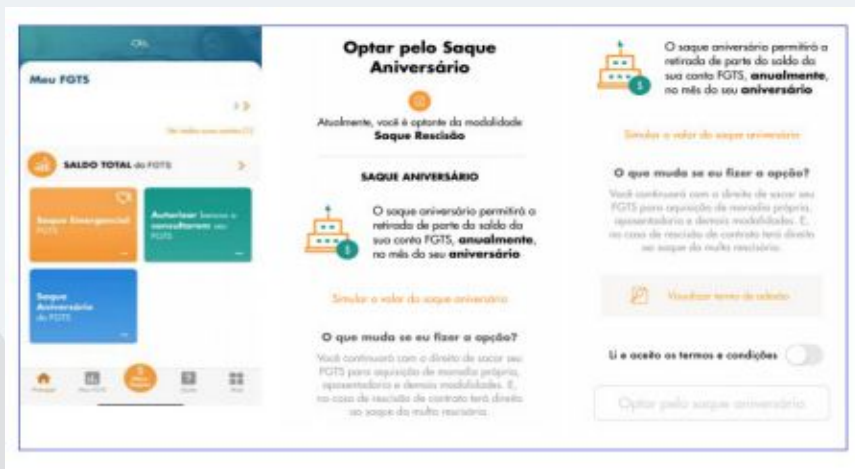 Meu FGTS
SALDO TOTAL do FGTS
Saque Emergencial
FGTS
Autorizar bancos a
consultarem seu
FGTS
Saque
Aniversário
do FGTS
Principal
Meu FGTS
Ajuda
Mais
Optar pelo Saque
Aniversário
Atualmente, você é optante da modalidade
Saque Rescisão
SAQUE ANIVERSÁRIO
O saque aniversário permitirá a
retirada de parte do saldo da
sua conta FGTS, anualmente,
no mês do seu aniversário
Simular o valor do saque aniversário
O que muda se eu fizer a opção?
Você continuará com o direito de sacar seu
FGTS para aquisição de moradia própria,
aposentadoria e demais modalidades. E,
no caso de rescisão de contrato terá direito
ao saque da multa rescisória.
O saque aniversário permitirá a
retirada de parte do saldo da
sua conta FGTS, anualmente,
no mês do seu aniversário
Simular o valor do saque aniversário
O que muda se eu fizer a opção?
Você continuará com o direito de sacar seu
FGTS para aquisição de moradia própria,
aposentadoria e demais modalidades. E,
no caso de rescisão de contrato terá direito
ao saque da multa rescisória.
Visualizar termo de adesão
Li e aceito os termos e condições
Optar pelo saque aniversário